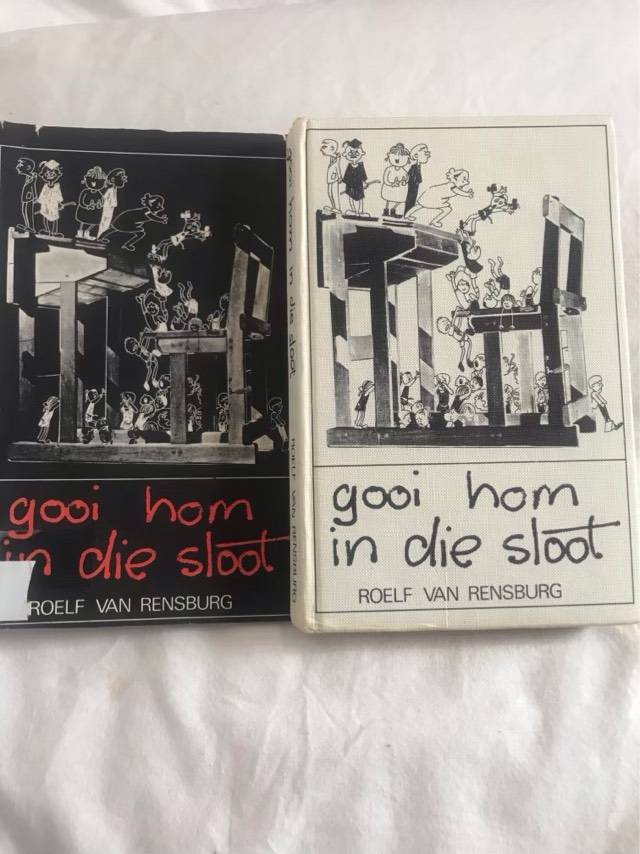 gooi hom
in die sloot
ROELF VAN RENSBURG
gooi hom in die sloot
ROELF VAN RENSBURG
gooi hom
in die sloot
ROELF VAN RENSBURG